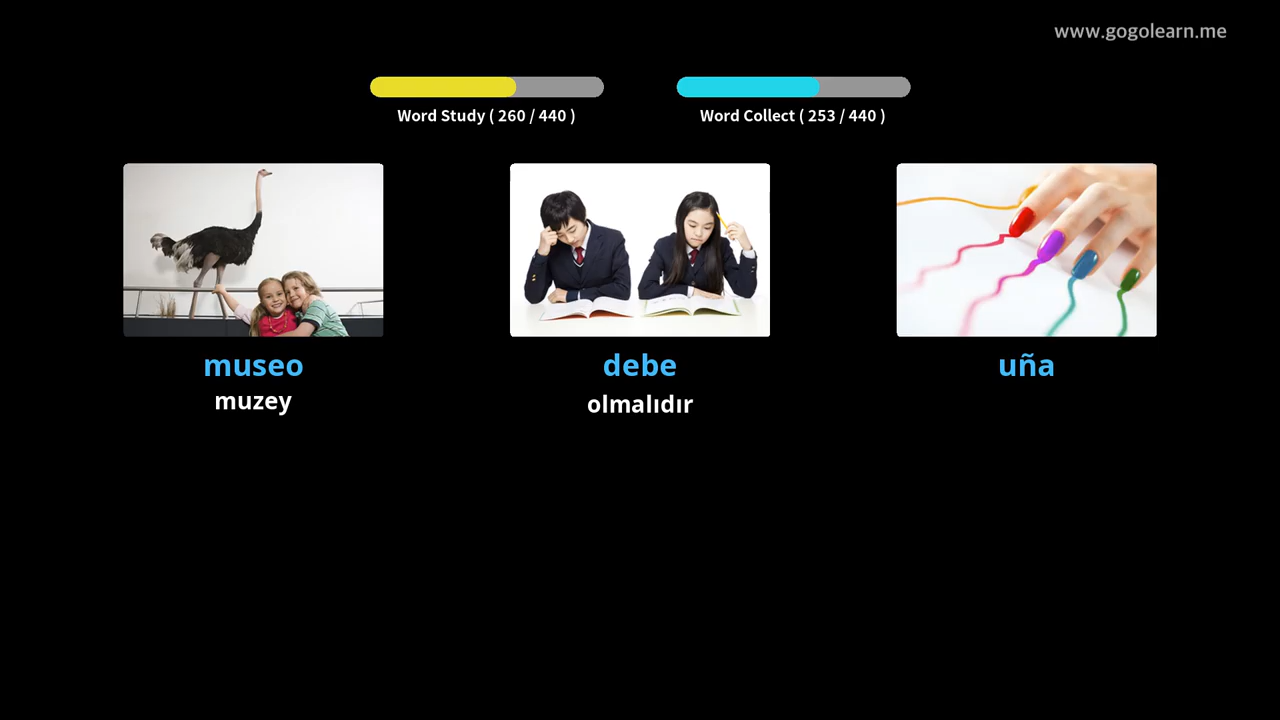 www.gogolearn.me
Word Study ( 260 / 440 )
Word Collect ( 253 / 440 )
museo
debe
uña
muzey
olmalıdır